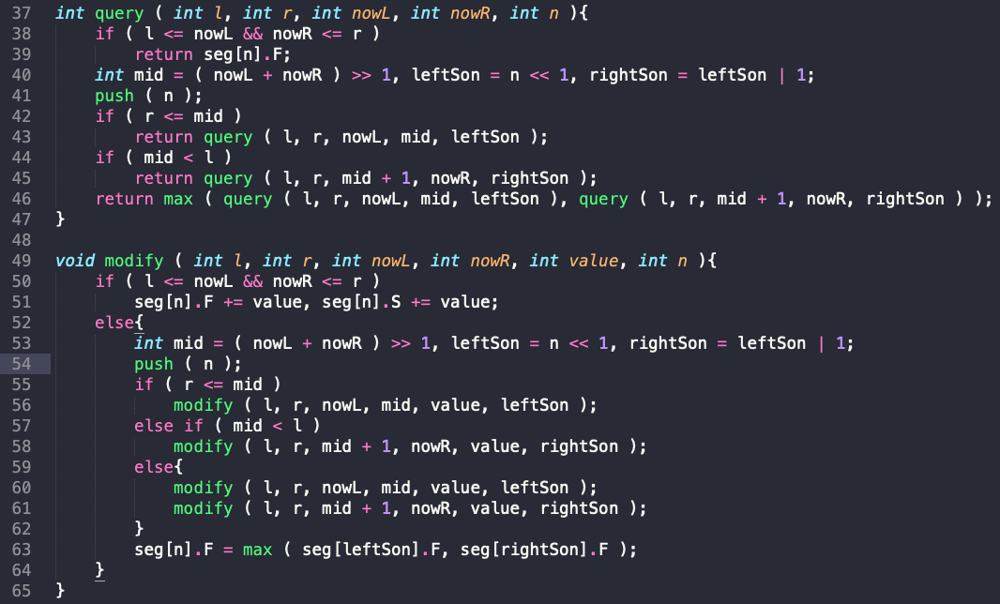 37 int query ( int l, int r, int nowL, int nowR, int n ){
38     if ( l <= nowL && nowR <= r )
39         return seg[n].F;
40     int mid = ( nowL + nowR ) >> 1, leftSon = n << 1, rightSon = leftSon | 1;
41     push ( n );
42     if ( r <= mid )
43         return query ( l, r, nowL, mid, leftSon );
44     if ( mid < l )
45         return query ( l, r, mid + 1, nowR, rightSon );
46     return max ( query ( l, r, nowL, mid, leftSon ), query ( l, r, mid + 1, nowR, rightSon ) );
47 }
48
49 void modify ( int l, int r, int nowL, int nowR, int value, int n ){
50     if ( l <= nowL && nowR <= r )
51         seg[n].F += value, seg[n].S += value;
52     else{
53         int mid = ( nowL + nowR ) >> 1, leftSon = n << 1, rightSon = leftSon | 1;
54         push ( n );
55         if ( r <= mid )
56             modify ( l, r, nowL, mid, value, leftSon );
57         else if ( mid < l )
58             modify ( l, r, mid + 1, nowR, value, rightSon );
59         else{
60             modify ( l, r, nowL, mid, value, leftSon );
61             modify ( l, r, mid + 1, nowR, value, rightSon );
62         }
63         seg[n].F = max ( seg[leftSon].F, seg[rightSon].F );
64     }
65 }